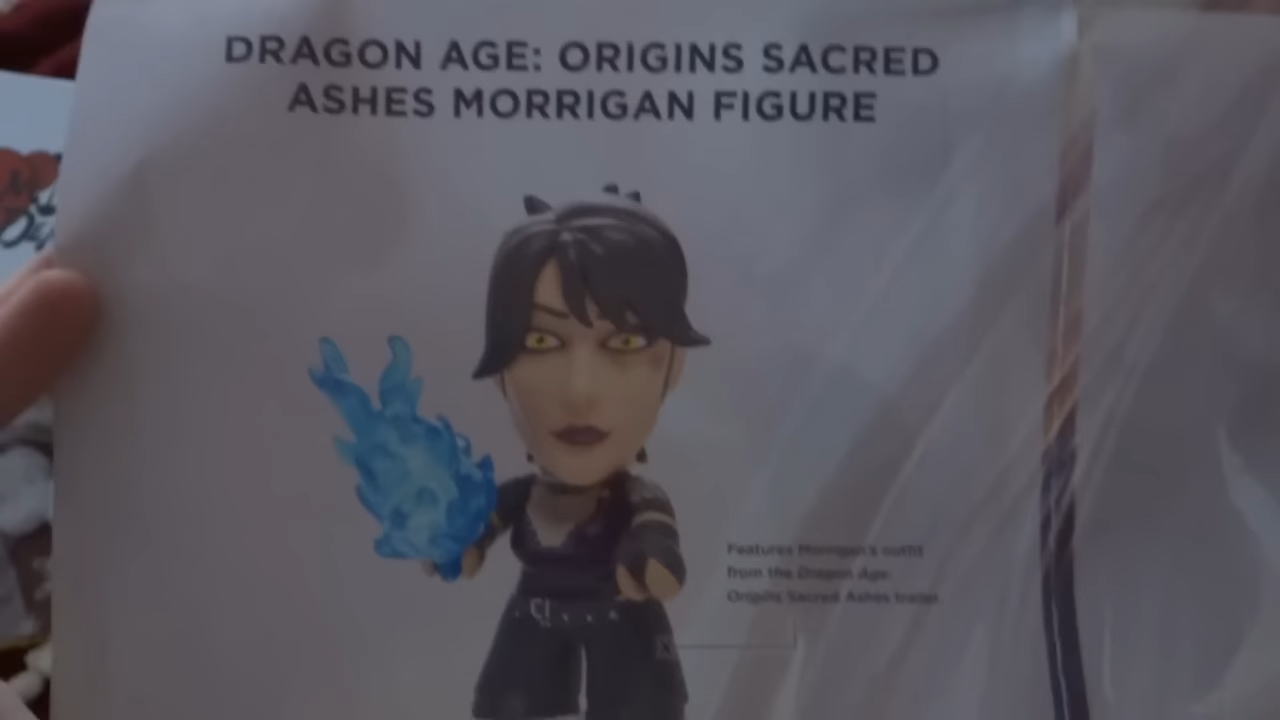 DRAGON AGE: ORIGINS SACRED
ASHES MORRIGAN FIGURE
Features Morrigan's outfit
from the Dragon Age:
Origins Sacred Ashes trailer.